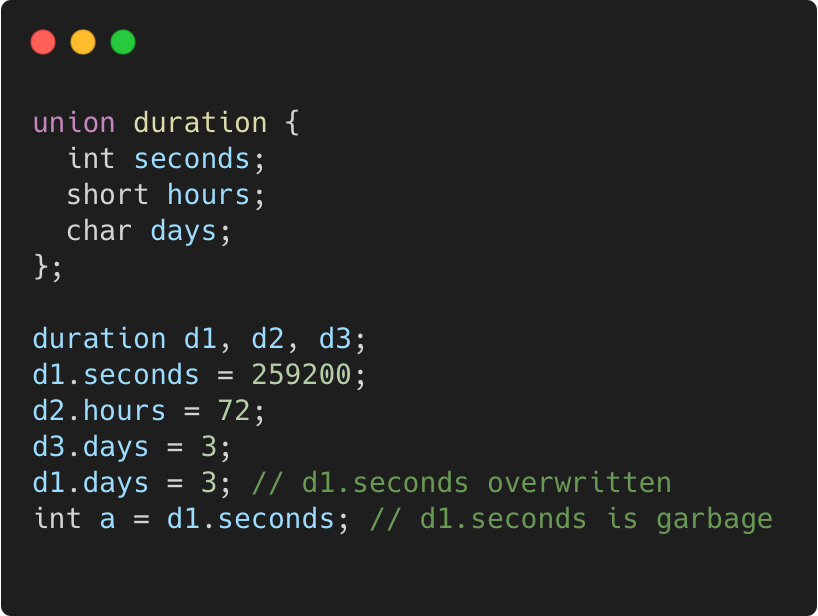 union duration {
  int seconds;
  short hours;
  char days;
};

duration d1, d2, d3;
d1.seconds = 259200;
d2.hours = 72;
d3.days = 3;
d1.days = 3; // d1.seconds overwritten
int a = d1.seconds; // d1.seconds is garbage